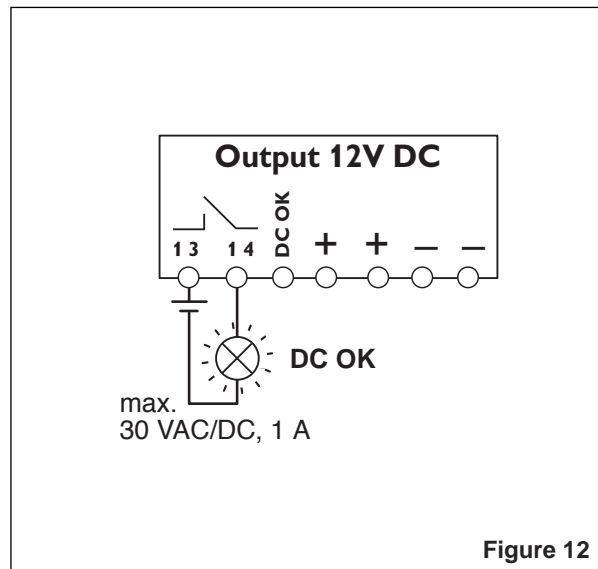 Output 12V DC
13 14 DC OK + + − −
DC OK
max.
30 VAC/DC, 1 A
Figure 12